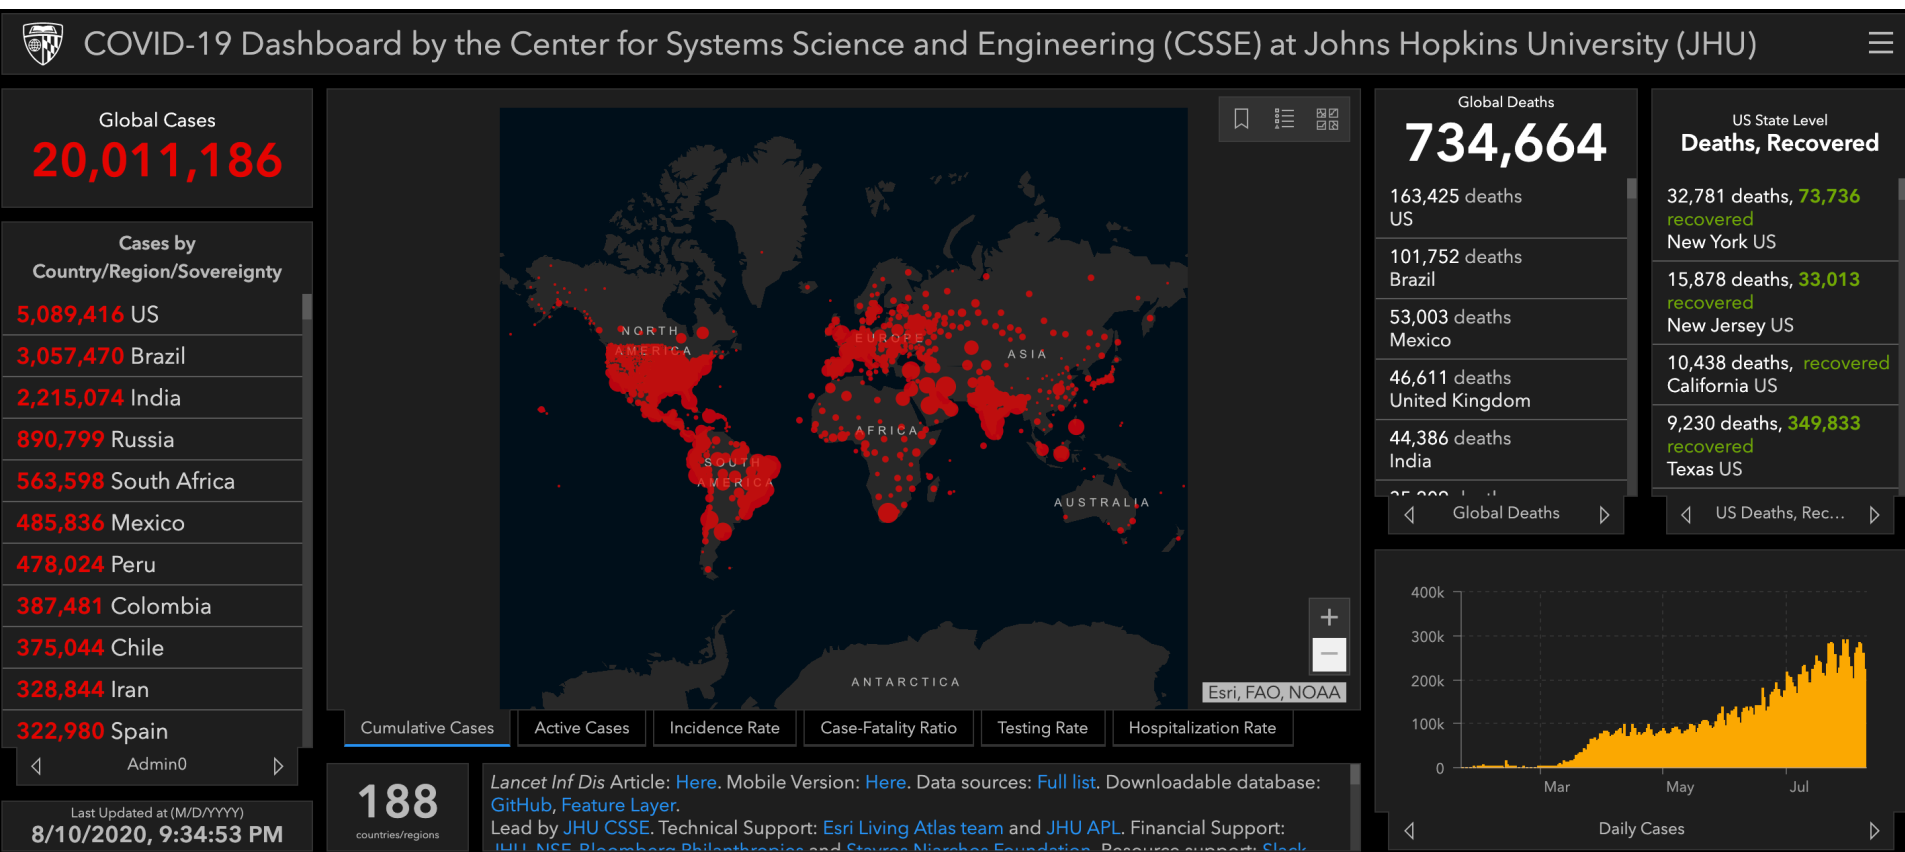 COVID-19 Dashboard by the Center for Systems Science and Engineering (CSSE) at Johns Hopkins University (JHU)
Global Cases
20,011,186
Cases by
Country/Region/Sovereignty
5,089,416 US
3,057,470 Brazil
2,215,074 India
890,799 Russia
563,598 South Africa
485,836 Mexico
478,024 Peru
387,481 Colombia
375,044 Chile
328,844 Iran
322,980 Spain
Admin0
Last Updated at (M/D/YYYY)
8/10/2020, 9:34:53 PM
NORTH
AMERICA
EUROPE
ASIA
AFRICA
SOUTH
AMERICA
AUSTRALIA
ANTARCTICA
Esri, FAO, NOAA
Cumulative Cases
Active Cases
Incidence Rate
Case-Fatality Ratio
Testing Rate
Hospitalization Rate
188
countries/regions
Lancet Inf Dis Article: Here. Mobile Version: Here. Data sources: Full list. Downloadable database:
GitHub, Feature Layer.
Lead by JHU CSSE. Technical Support: Esri Living Atlas team and JHU APL. Financial Support:
JHU, NSF, Bloomberg Philanthropies and Stavros Niarchos Foundation. Resource support: Slack,
Global Deaths
734,664
163,425 deaths
US
101,752 deaths
Brazil
53,003 deaths
Mexico
46,611 deaths
United Kingdom
44,386 deaths
India
Global Deaths
US State Level
Deaths, Recovered
32,781 deaths, 73,736
recovered
New York US
15,878 deaths, 33,013
recovered
New Jersey US
10,438 deaths, recovered
California US
9,230 deaths, 349,833
recovered
Texas US
US Deaths, Rec...
400k
300k
200k
100k
0
Mar
May
Jul
Daily Cases